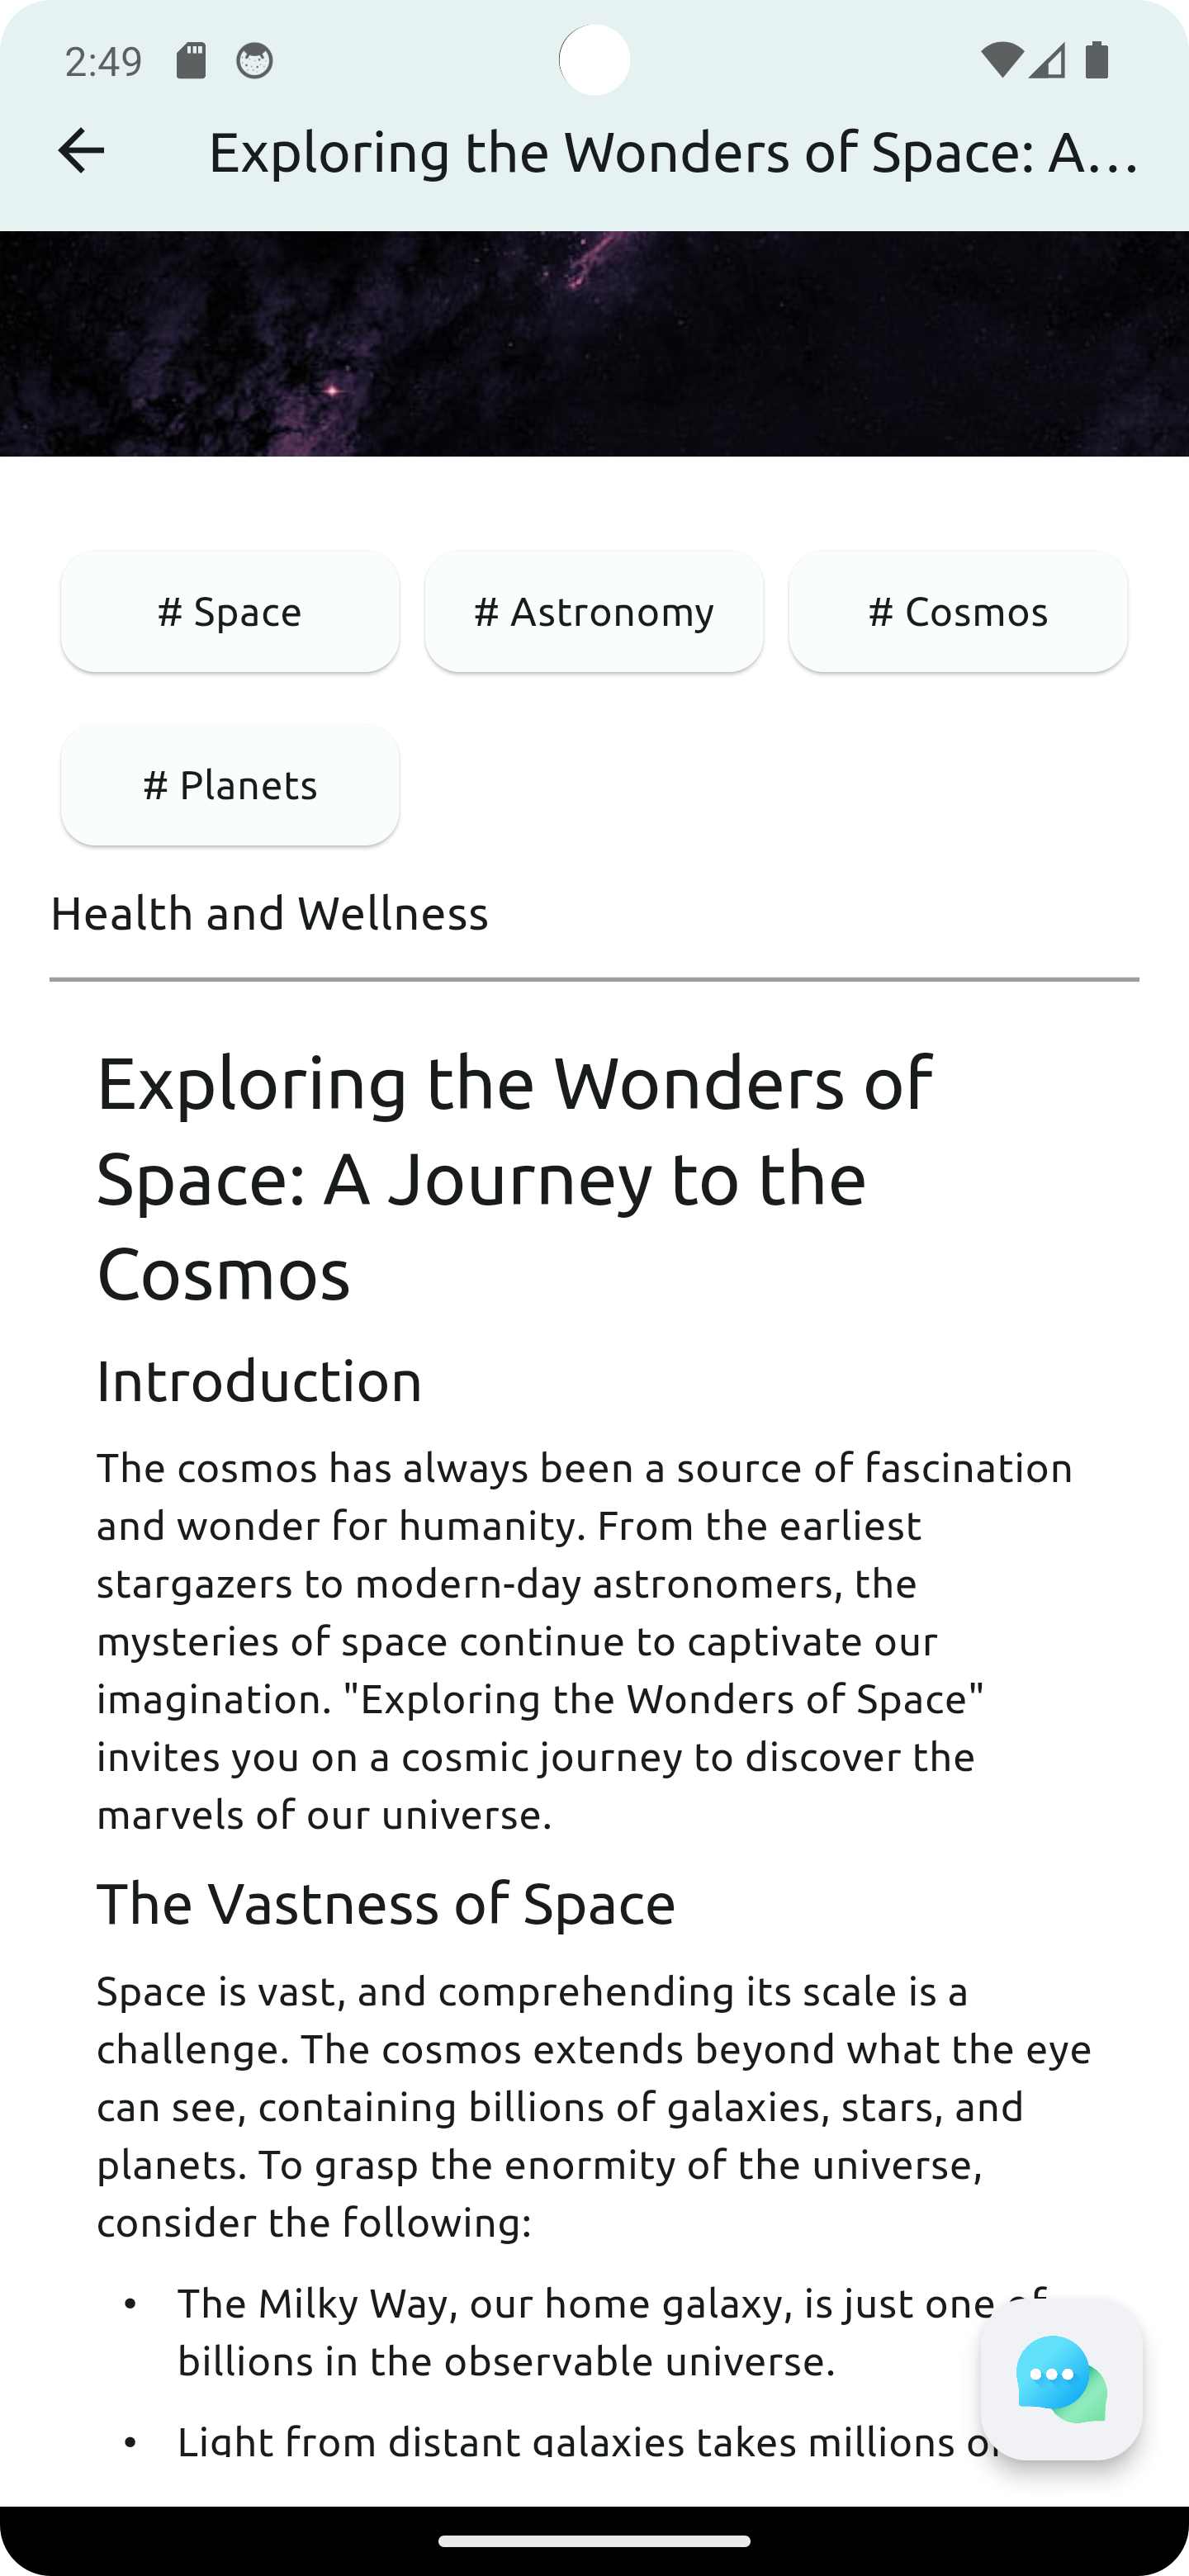 2:49
Exploring the Wonders of Space: A...
# Space
# Astronomy
# Cosmos
# Planets
Health and Wellness
Exploring the Wonders of
Space: A Journey to the
Cosmos
Introduction
The cosmos has always been a source of fascination
and wonder for humanity. From the earliest
stargazers to modern-day astronomers, the
mysteries of space continue to captivate our
imagination. "Exploring the Wonders of Space"
invites you on a cosmic journey to discover the
marvels of our universe.
The Vastness of Space
Space is vast, and comprehending its scale is a
challenge. The cosmos extends beyond what the eye
can see, containing billions of galaxies, stars, and
planets. To grasp the enormity of the universe,
consider the following:
• The Milky Way, our home galaxy, is just one of
billions in the observable universe.
• Light from distant galaxies takes millions of